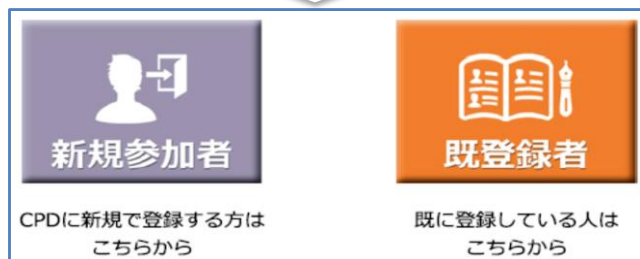 新規参加者
CPDに新規で登録する方は
こちらから
既登録者
既に登録している人は
こちらから